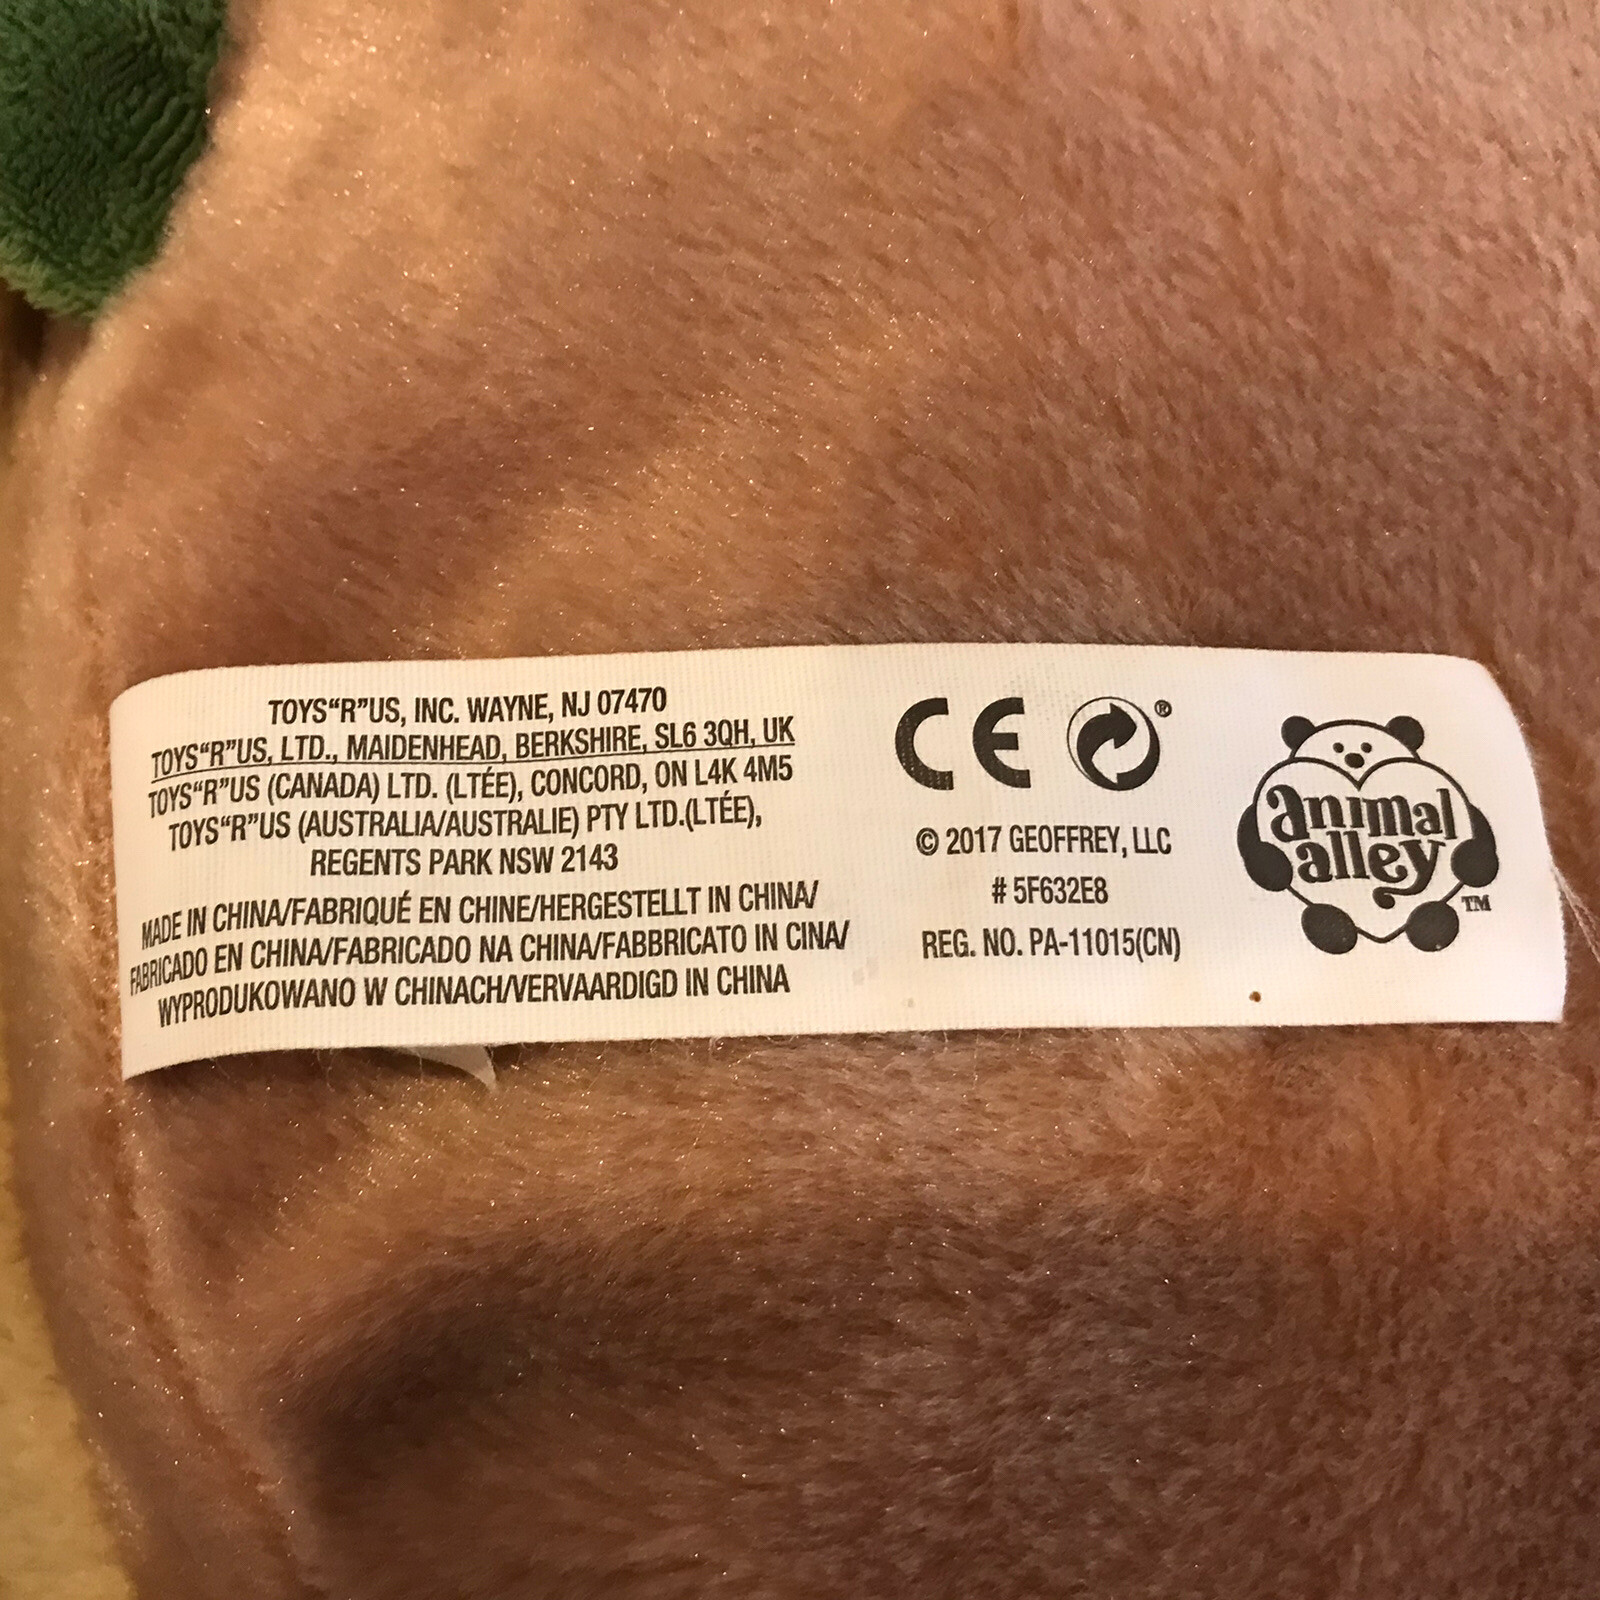 TOYS“R”US, INC. WAYNE, NJ 07470
TOYS“R”US, LTD., MAIDENHEAD, BERKSHIRE, SL6 3QH, UK
TOYS“R”US (CANADA) LTD. (LTÉE), CONCORD, ON L4K 4M5
TOYS“R”US (AUSTRALIA/AUSTRALIE) PTY LTD.(LTÉE),
REGENTS PARK NSW 2143
MADE IN CHINA/FABRIQUÉ EN CHINE/HERGESTELLT IN CHINA/
FABRICADO EN CHINA/FABRICADO NA CHINA/FABBRICATO IN CINA/
WYPRODUKOWANO W CHINACH/VERVAARDIGD IN CHINA
CE ®
© 2017 GEOFFREY, LLC
# 5F632E8
REG. NO. PA-11015(CN)
animal
alley
TM